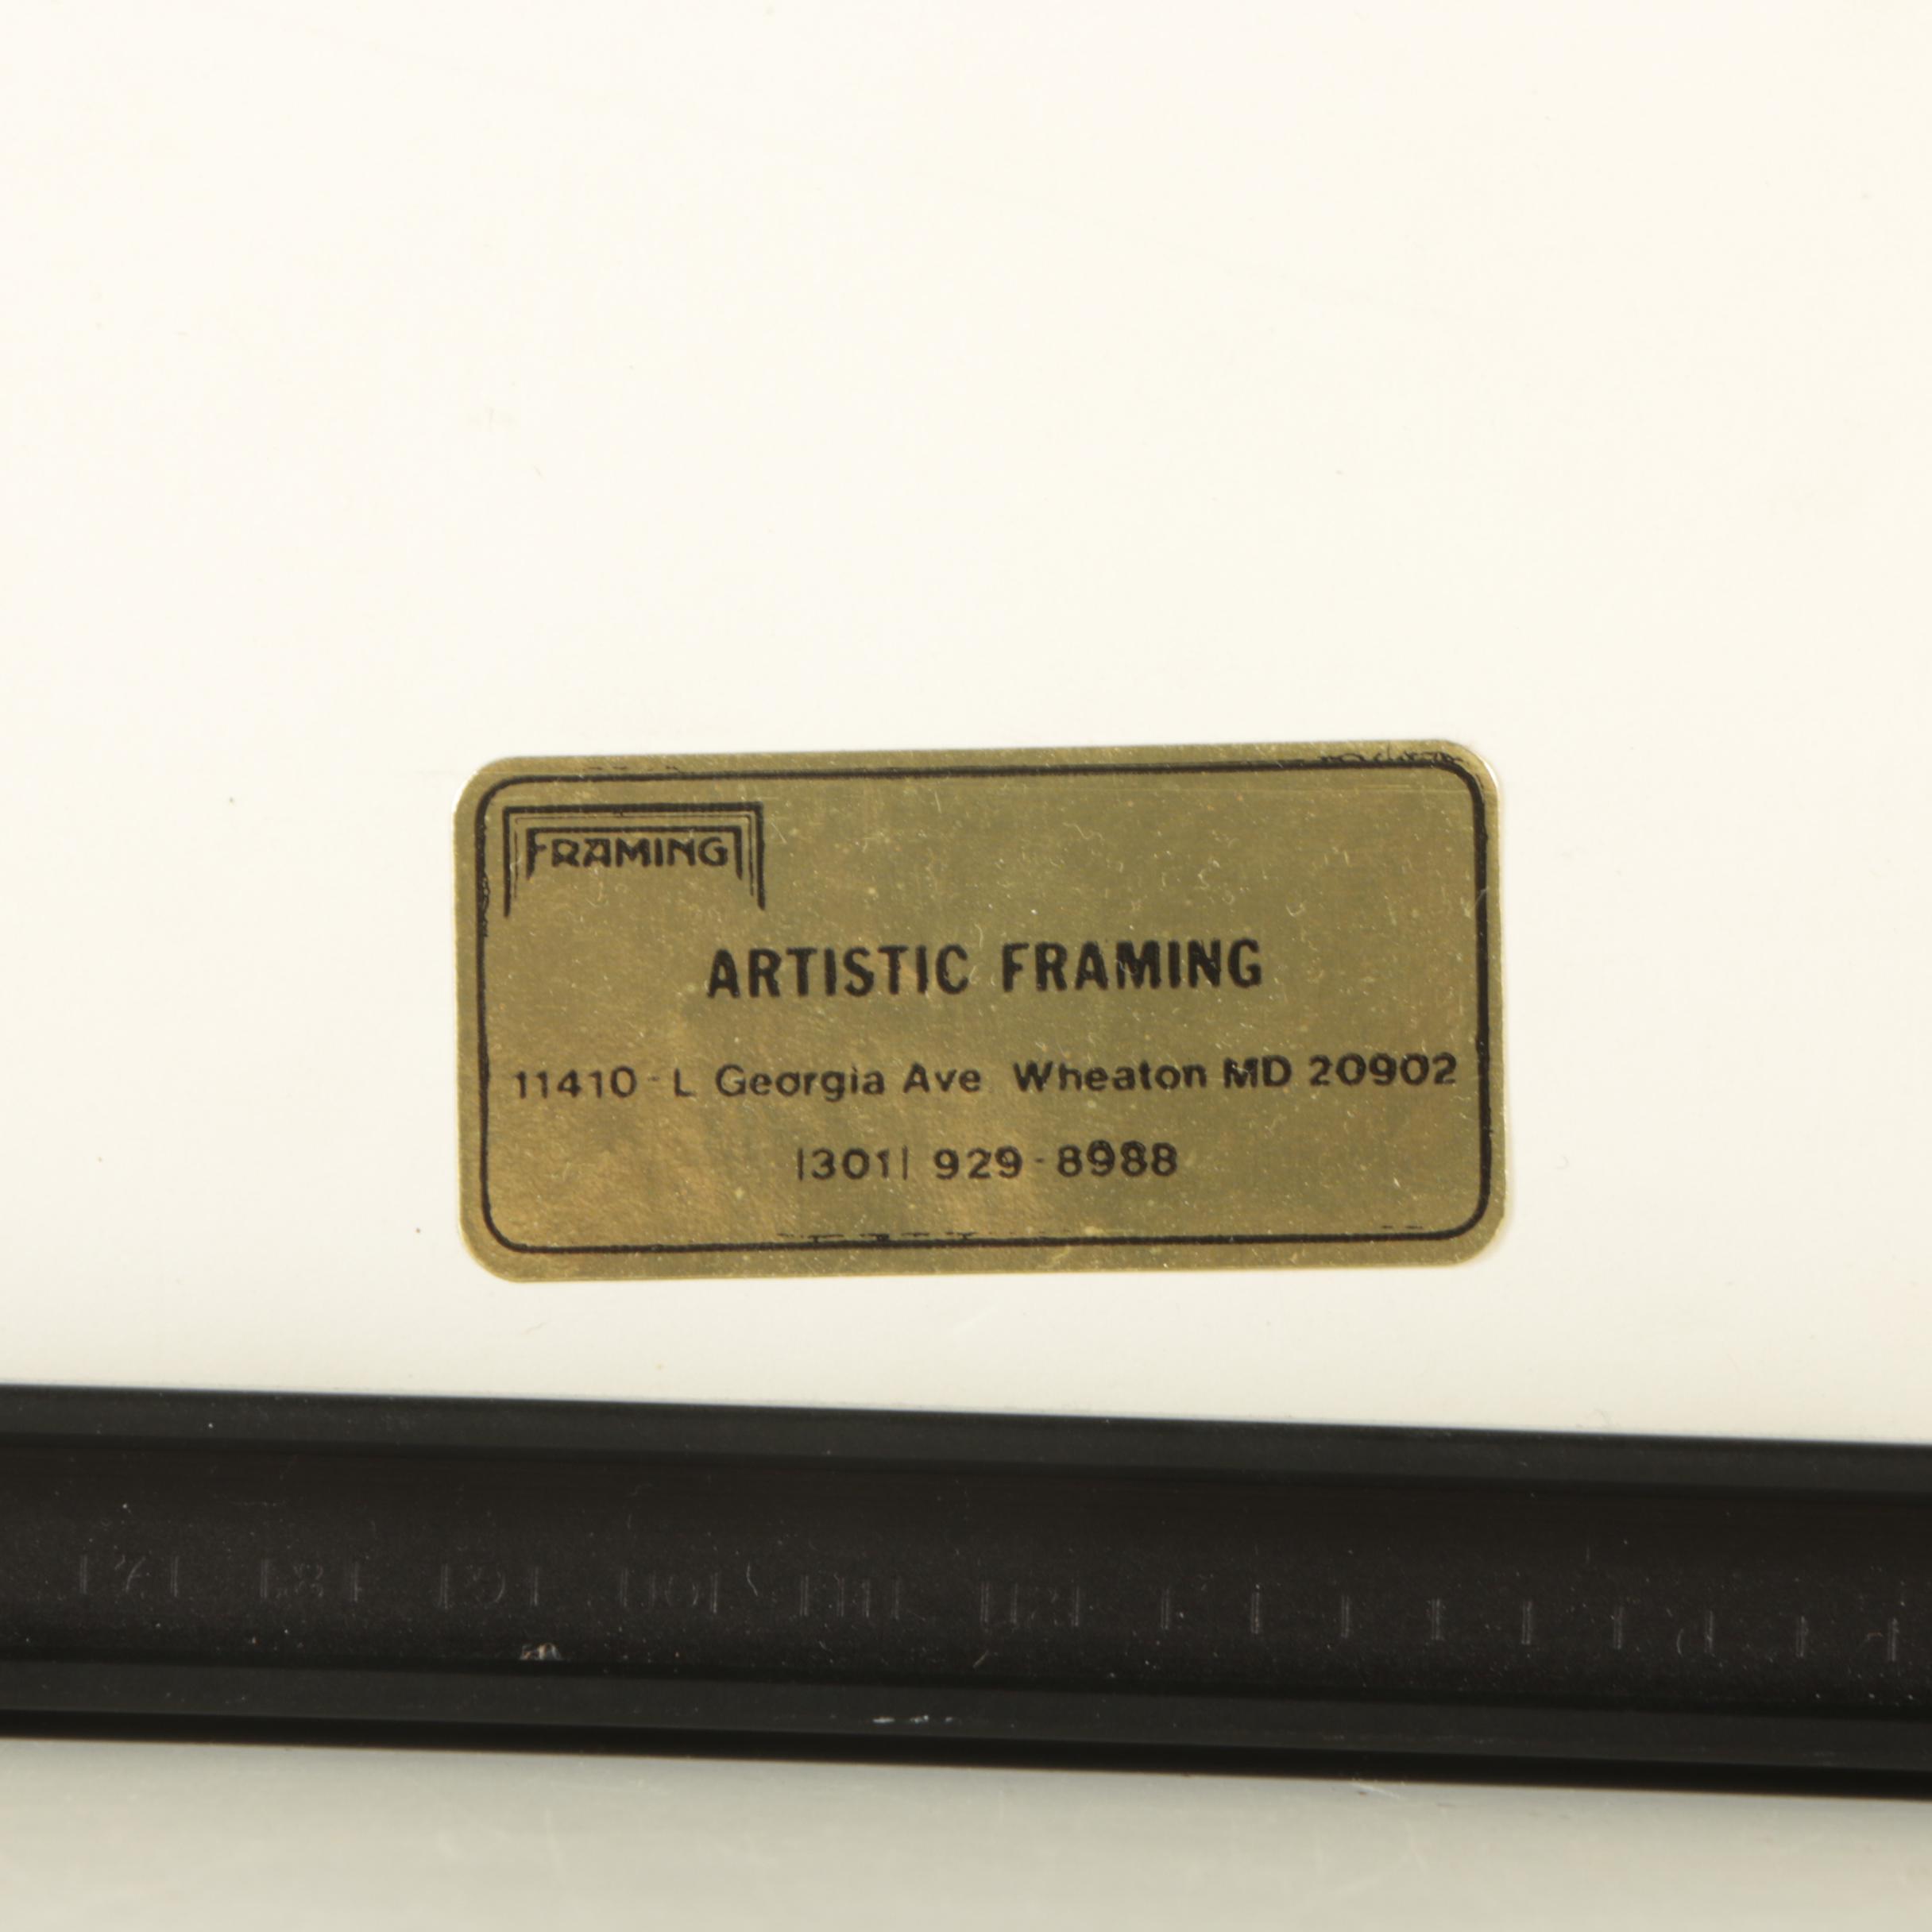 FRAMING
ARTISTIC FRAMING
11410-L Georgia Ave Wheaton MD 20902
|301| 929-8988